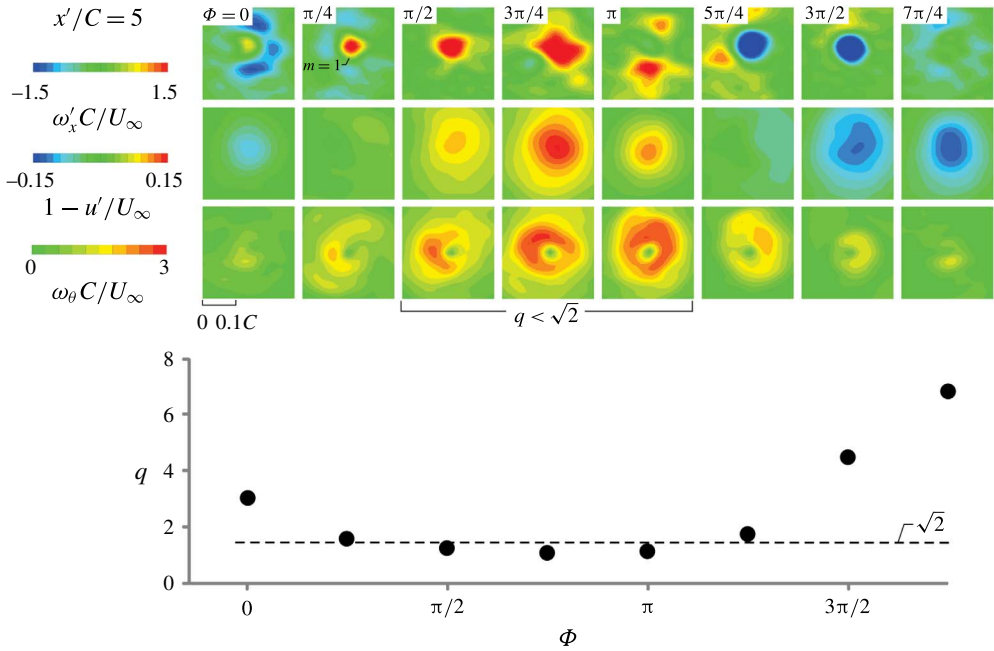 x′/C = 5
Φ = 0 π/4 π/2 3π/4 π 5π/4 3π/2 7π/4
m = 1
–1.5 1.5
ω′ₓC/U∞
–0.15 0.15
1 – u′/U∞
0 3
ω_θC/U∞
0 0.1C
q < √2
8
6
q 4
2
0
√2
0 π/2 π 3π/2
Φ